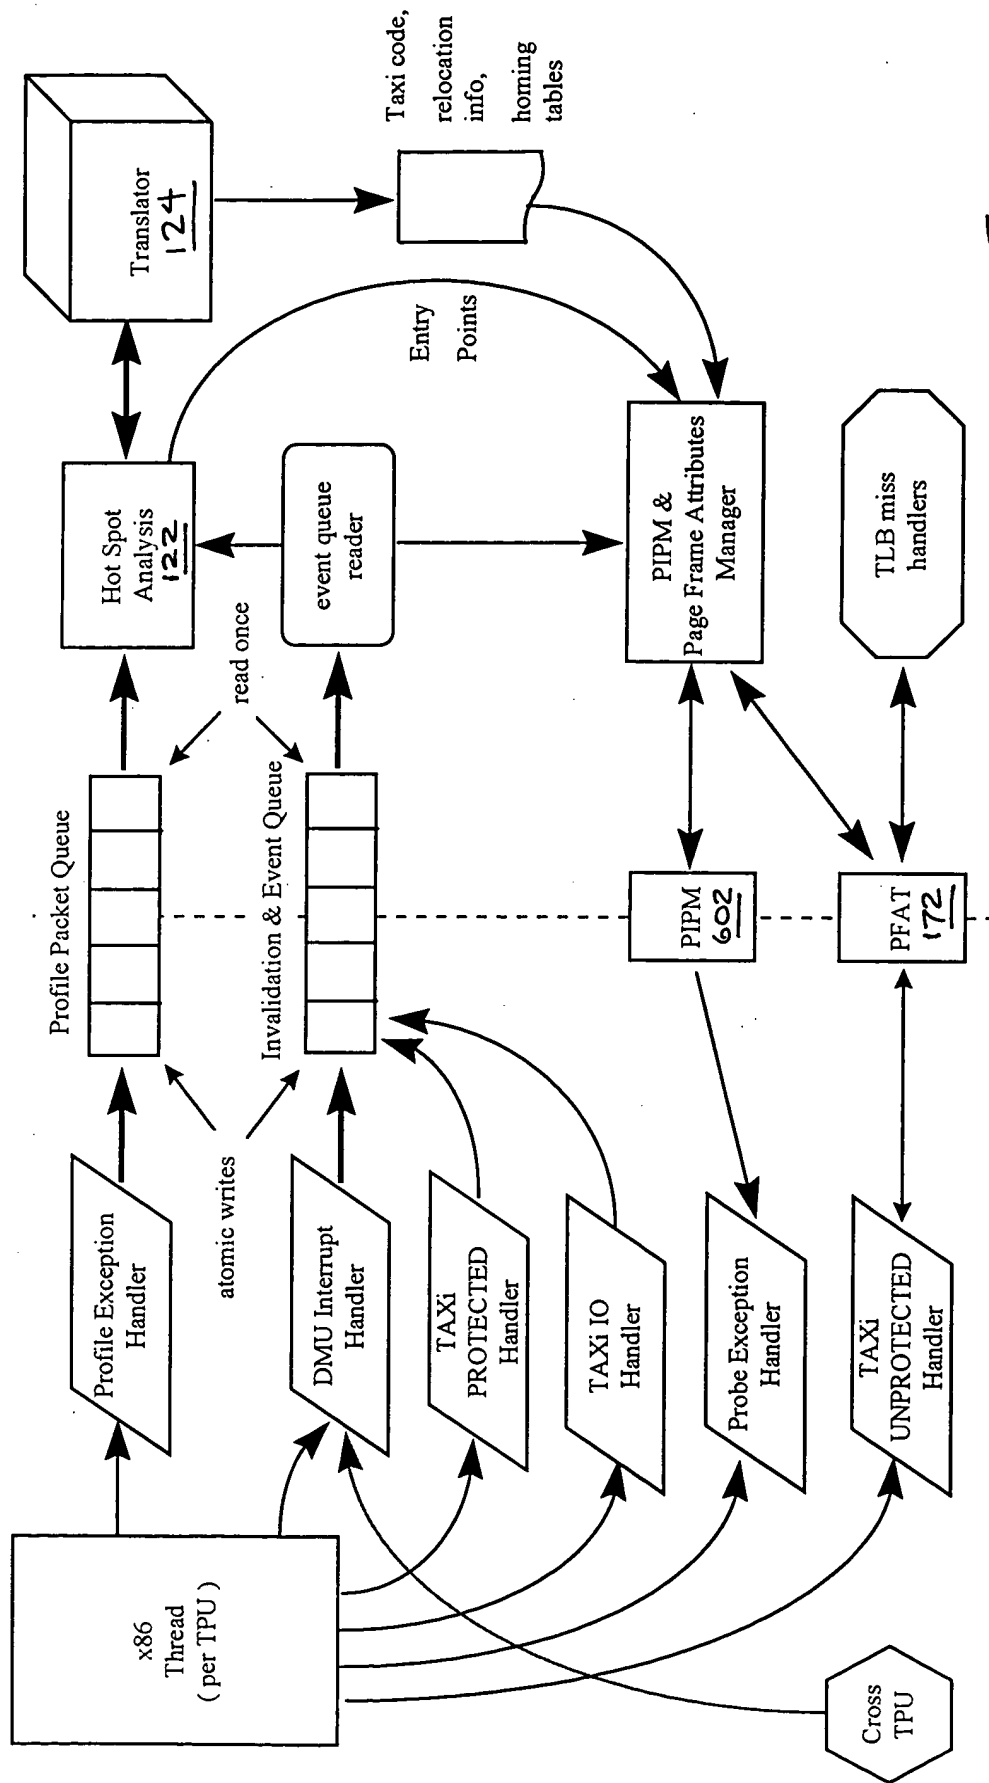 x86
Thread
( per TPU )
Cross
TPU
Profile Exception
Handler
DMU Interrupt
Handler
TAXi
PROTECTED
Handler
TAXi IO
Handler
Probe Exception
Handler
TAXi
UNPROTECTED
Handler
atomic writes
Profile Packet Queue
Invalidation & Event Queue
read once
PIPM
602
PFAT
172
Hot Spot
Analysis
122
event queue
reader
PIPM &
Page Frame Attributes
Manager
TLB miss
handlers
Entry
Points
Translator
124
Taxi code,
relocation
info,
homing
tables